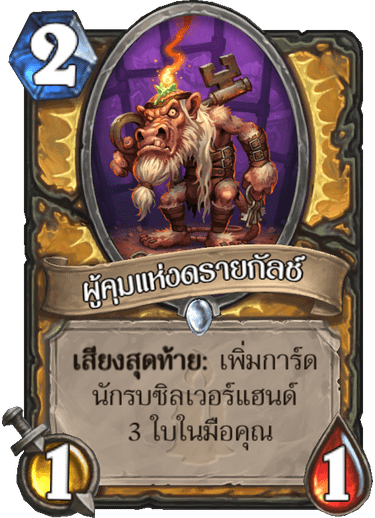 2
ผู้คุมแห่งดรายกัลช์
เสียงสุดท้าย: เพิ่มการ์ด
นักรบซิลเวอร์แฮนด์
3 ใบในมือคุณ
1
1